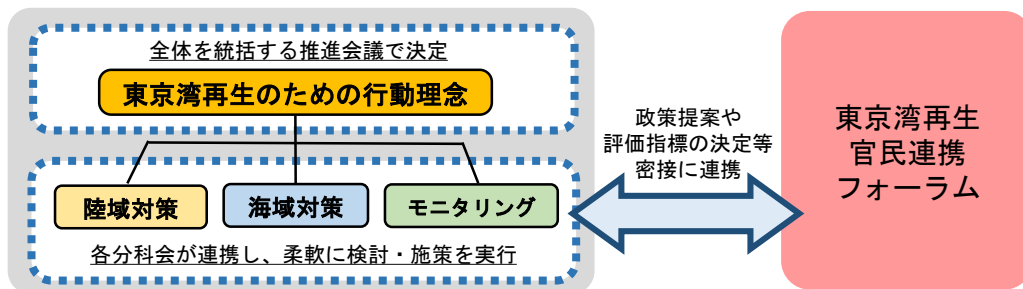 全体を統括する推進会議で決定
東京湾再生のための行動理念
陸域対策
海域対策
モニタリング
各分科会が連携し、柔軟に検討・施策を実行
政策提案や
評価指標の決定等
密接に連携
東京湾再生
官民連携
フォーラム